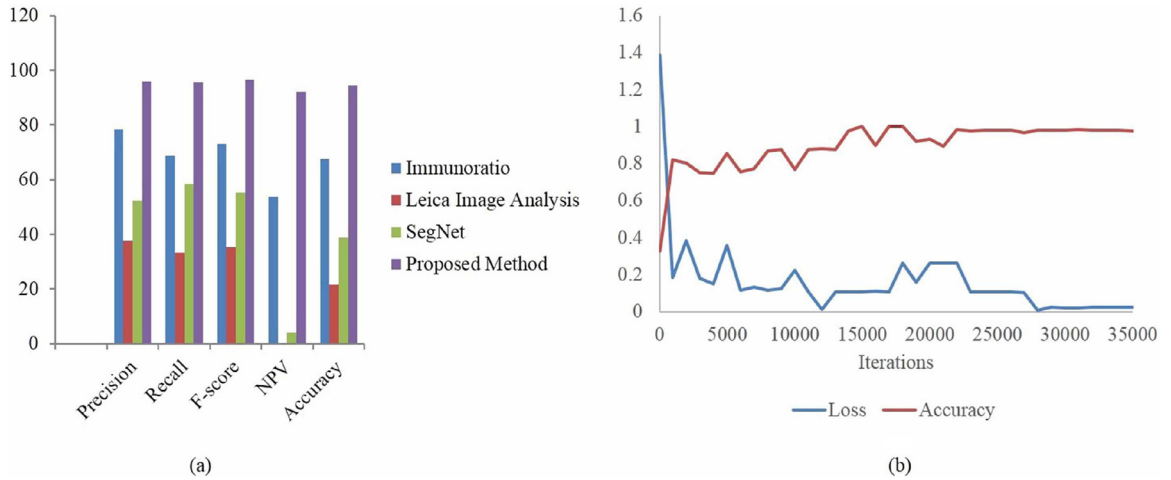 120
100
80
60
40
20
0
Precision
Recall
F-score
NPV
Accuracy
Immunoratio
Leica Image Analysis
SegNet
Proposed Method
(a)
1.6
1.4
1.2
1
0.8
0.6
0.4
0.2
0
0 5000 10000 15000 20000 25000 30000 35000
Iterations
Loss Accuracy
(b)